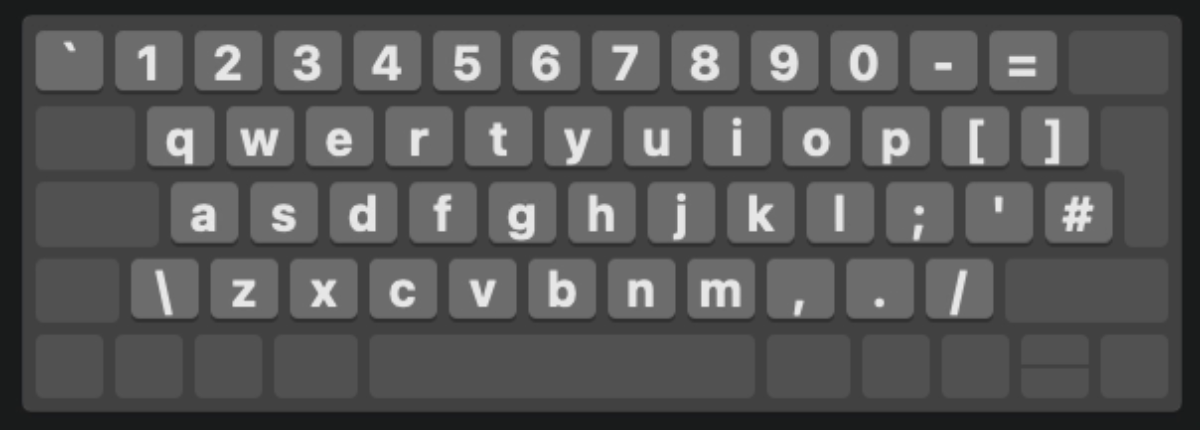 ` 1 2 3 4 5 6 7 8 9 0 - =
q w e r t y u i o p [ ]
a s d f g h j k l ; ' #
\ z x c v b n m , . /